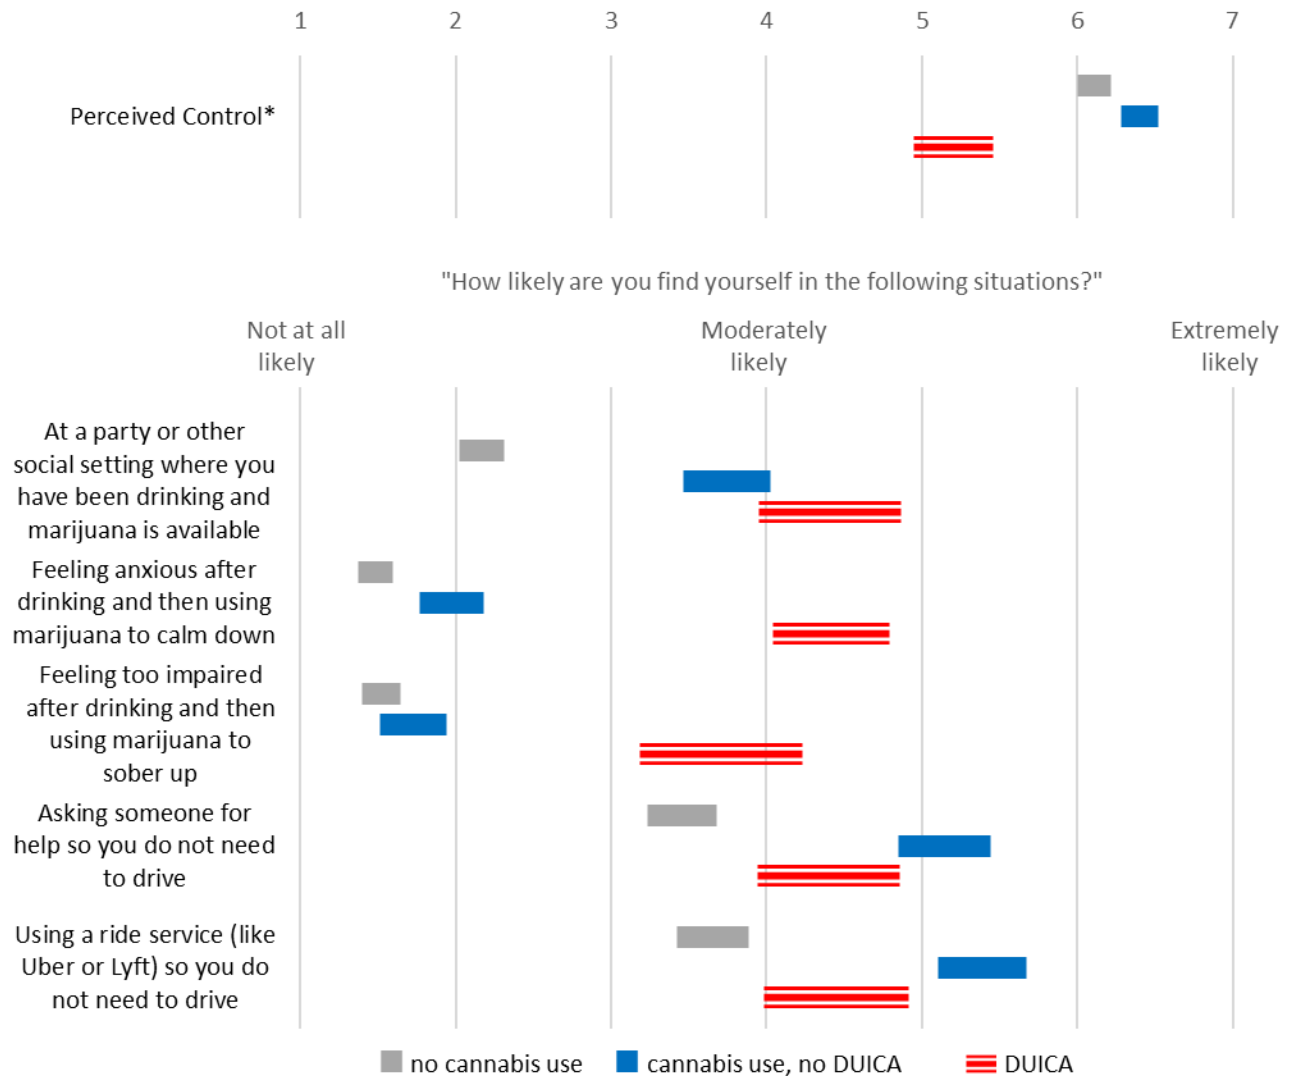 1 2 3 4 5 6 7
Perceived Control*
"How likely are you find yourself in the following situations?"
Not at all
likely
Moderately
likely
Extremely
likely
At a party or other
social setting where you
have been drinking and
marijuana is available
Feeling anxious after
drinking and then using
marijuana to calm down
Feeling too impaired
after drinking and then
using marijuana to
sober up
Asking someone for
help so you do not need
to drive
Using a ride service (like
Uber or Lyft) so you do
not need to drive
no cannabis use cannabis use, no DUICA DUICA